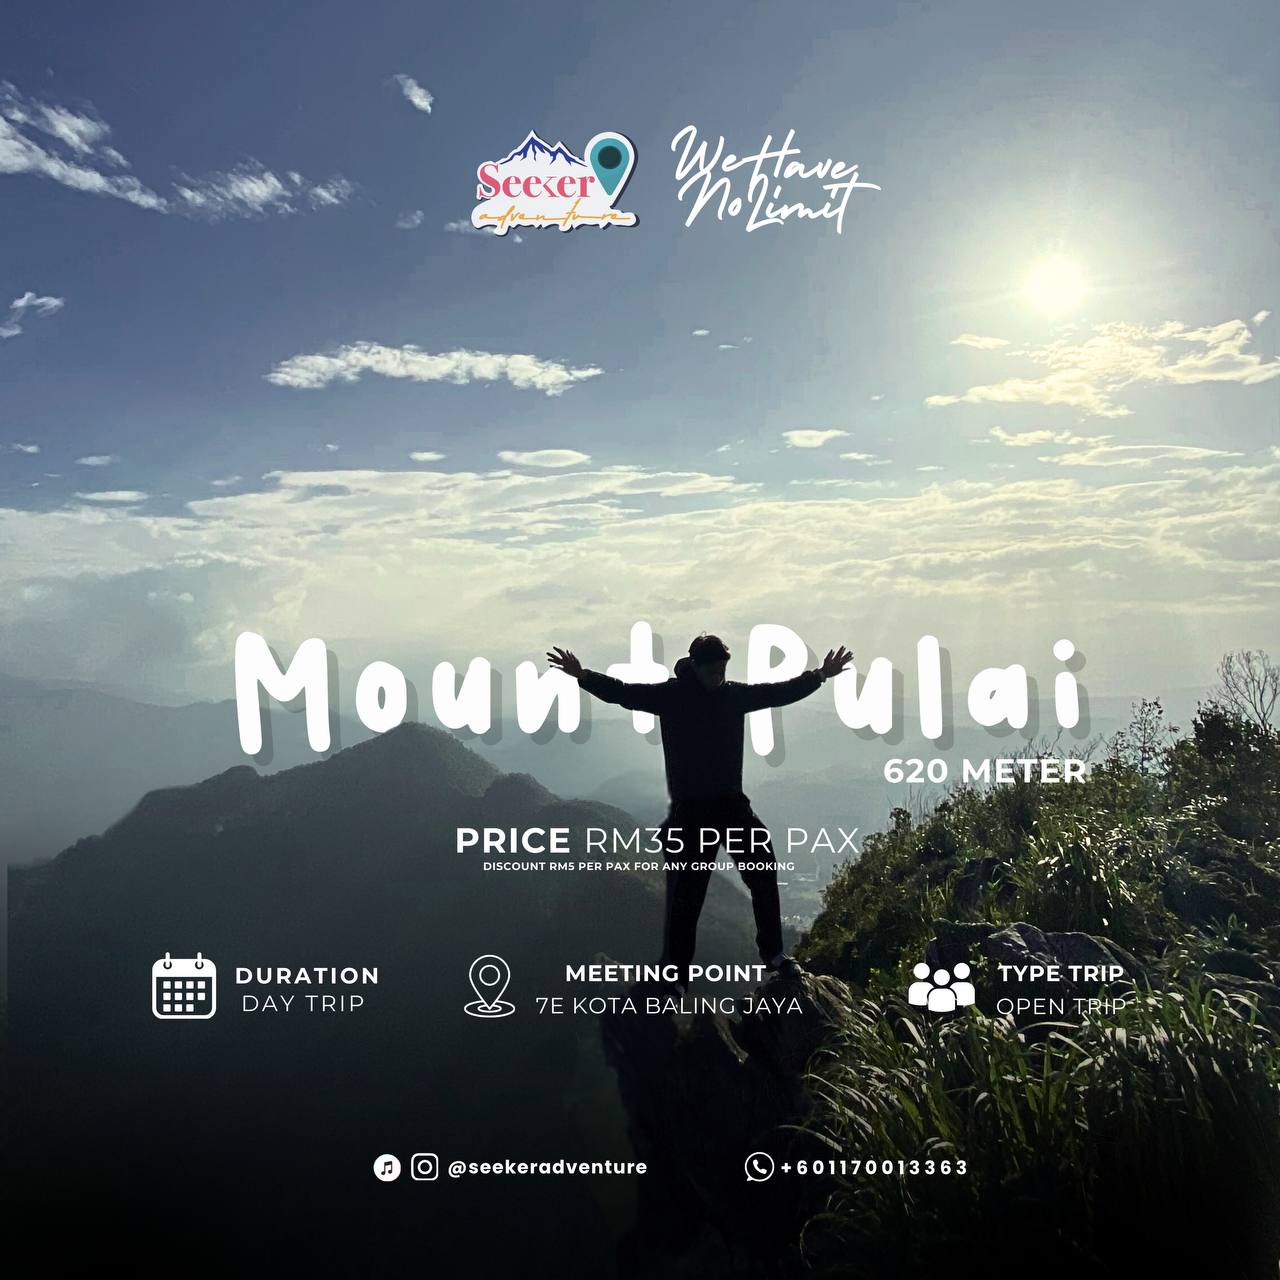 Seeker
adventure
We Have
No Limit
Mount Pulai
620 METER
PRICE RM35 PER PAX
DISCOUNT RM5 PER PAX FOR ANY GROUP BOOKING
DURATION
DAY TRIP
MEETING POINT
7E KOTA BALING JAYA
TYPE TRIP
OPEN TRIP
@seekeradventure
+601170013363